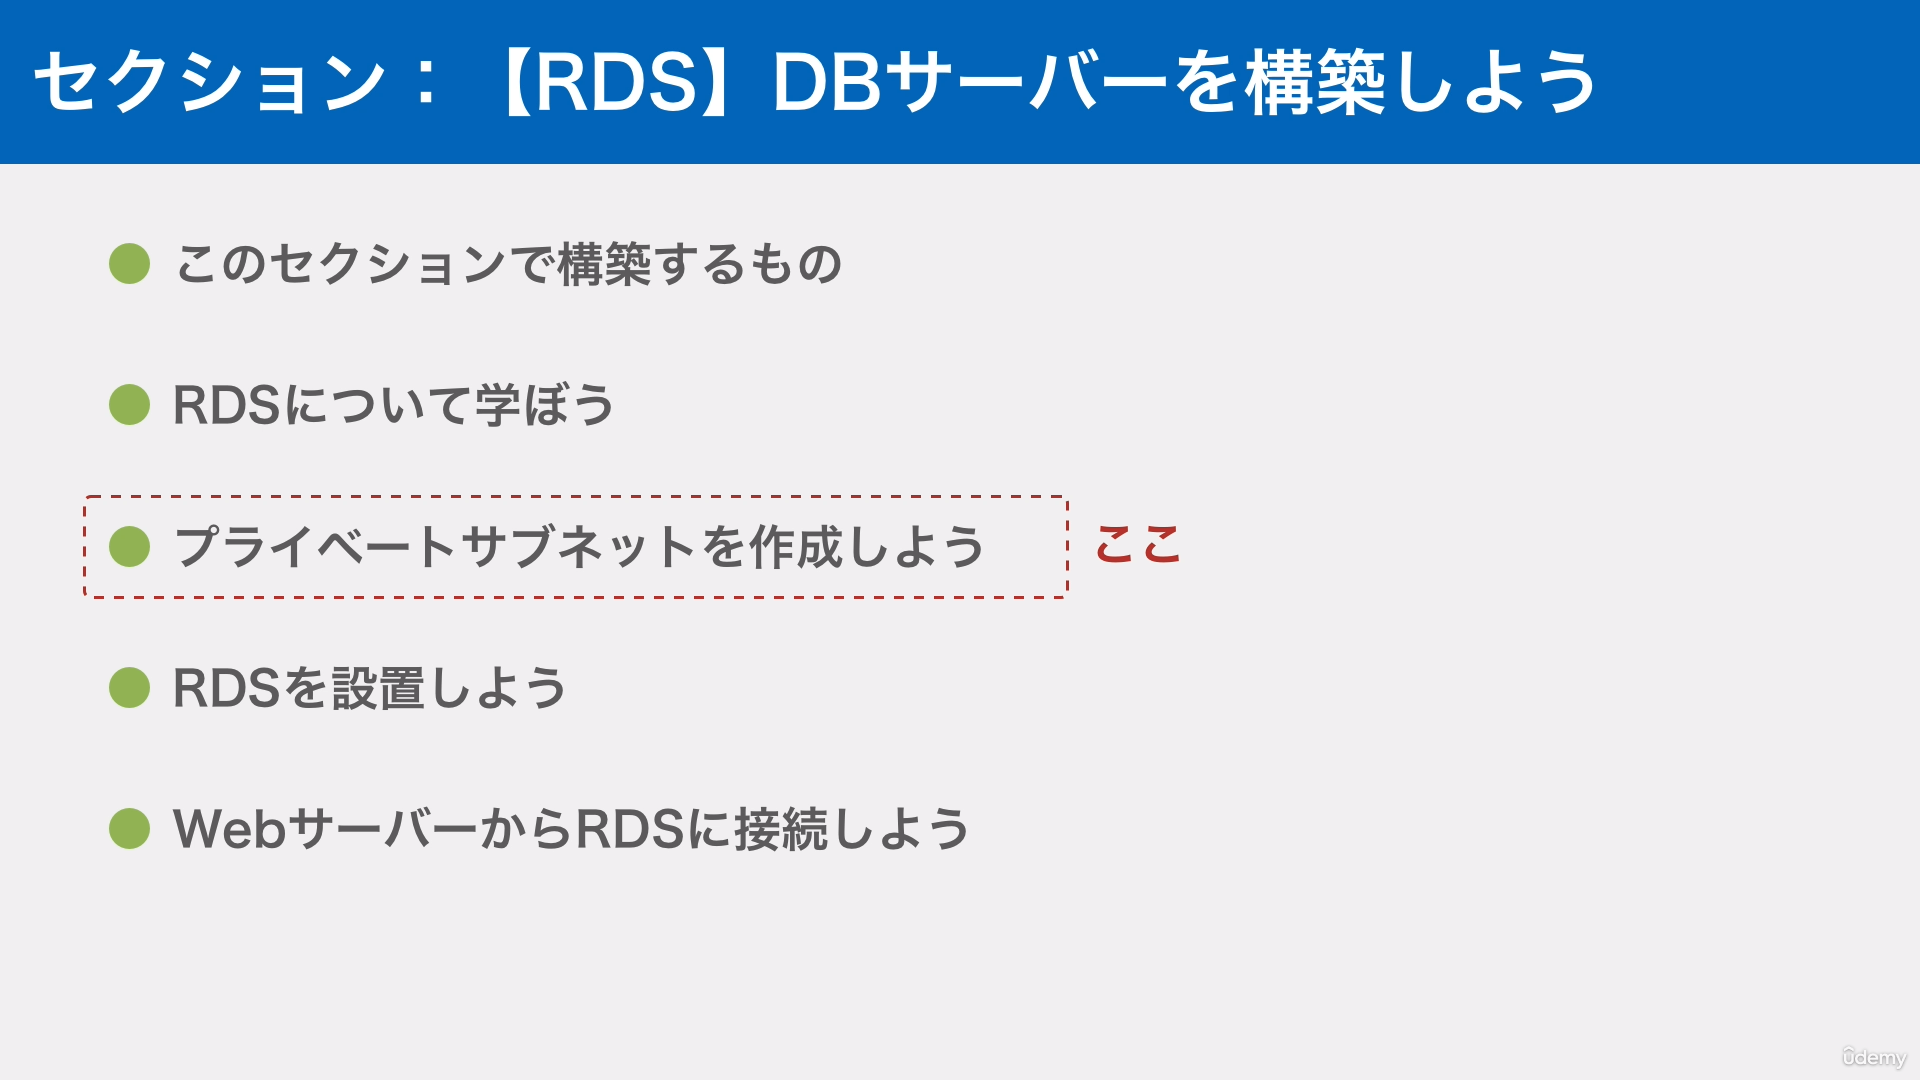 セクション：【RDS】DBサーバーを構築しよう
このセクションで構築するもの
RDSについて学ぼう
プライベートサブネットを作成しよう
ここ
RDSを設置しよう
WebサーバーからRDSに接続しよう
ûdemy